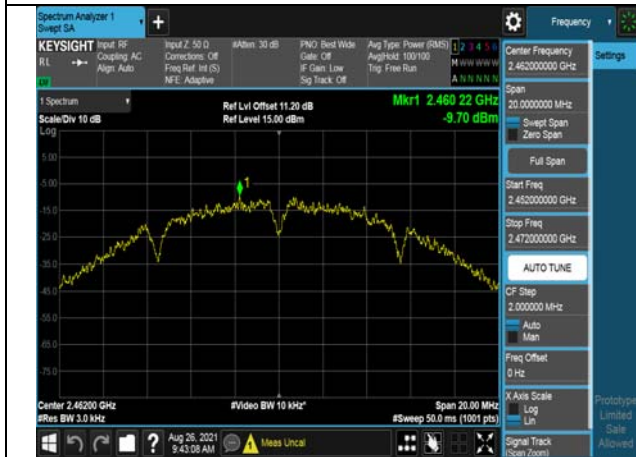 Spectrum Analyzer 1
Swept SA
+
Frequency
KEYSIGHT
RL
Input: RF
Coupling: AC
Align: Auto
Input Z: 50 Ω
Corrections: Off
Freq Ref: Int (S)
NFE: Adaptive
#Atten: 30 dB
PNO: Best Wide
Gate: Off
IF Gain: Low
Sig Track: Off
Avg Type: Power (RMS)
Avg|Hold: 100/100
Trig: Free Run
1 2 3 4 5 6
M W W W W W
A N N N N N
1 Spectrum
Scale/Div 10 dB
Log
Ref Lvl Offset 11.20 dB
Ref Level 15.00 dBm
Mkr1 2.460 22 GHz
-9.70 dBm
5.00
-5.00
-15.0
-25.0
-35.0
-45.0
-55.0
-65.0
-75.0
1
Center 2.46200 GHz
#Res BW 3.0 kHz
#Video BW 10 kHz*
Span 20.00 MHz
#Sweep 50.0 ms (1001 pts)
?
Aug 26, 2021
9:43:08 AM
Meas Uncal
Center Frequency
2.462000000 GHz
Span
20.0000000 MHz
Swept Span
Zero Span
Full Span
Start Freq
2.452000000 GHz
Stop Freq
2.472000000 GHz
AUTO TUNE
CF Step
2.000000 MHz
Auto
Man
Freq Offset
0 Hz
X Axis Scale
Log
Lin
Signal Track
(Span Zoom)
Settings
Prototype
Limited
Sale
Allowed